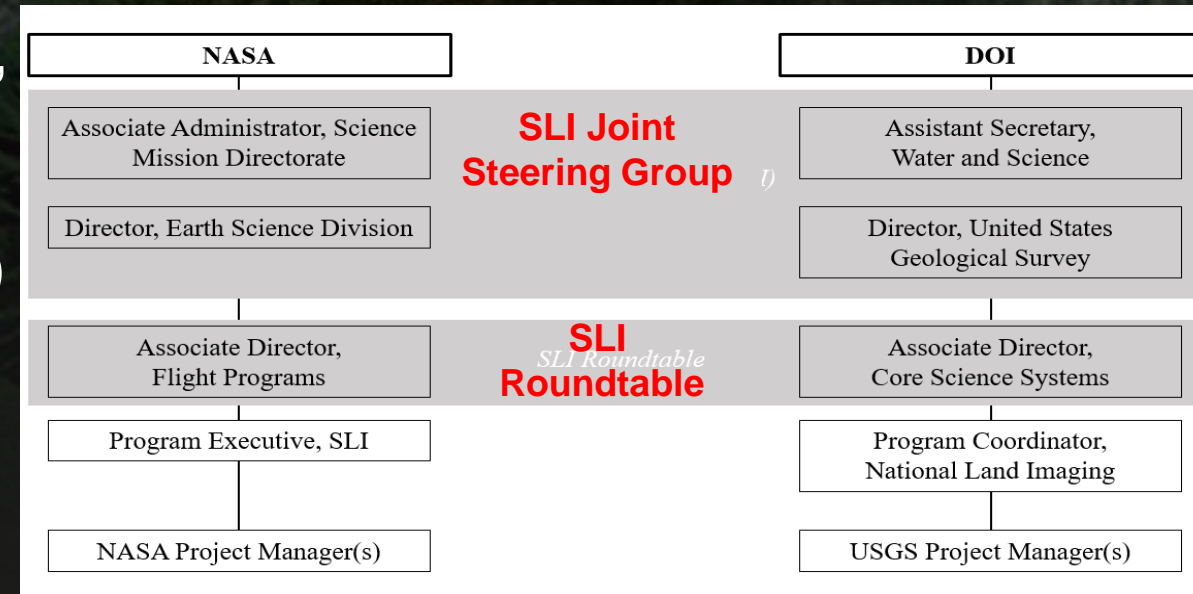 NASA
DOI
Associate Administrator, Science
Mission Directorate
SLI Joint
Steering Group
l)
Assistant Secretary,
Water and Science
Director, Earth Science Division
Director, United States
Geological Survey
Associate Director,
Flight Programs
SLI
SLI Roundtable
Roundtable
Associate Director,
Core Science Systems
Program Executive, SLI
Program Coordinator,
National Land Imaging
NASA Project Manager(s)
USGS Project Manager(s)